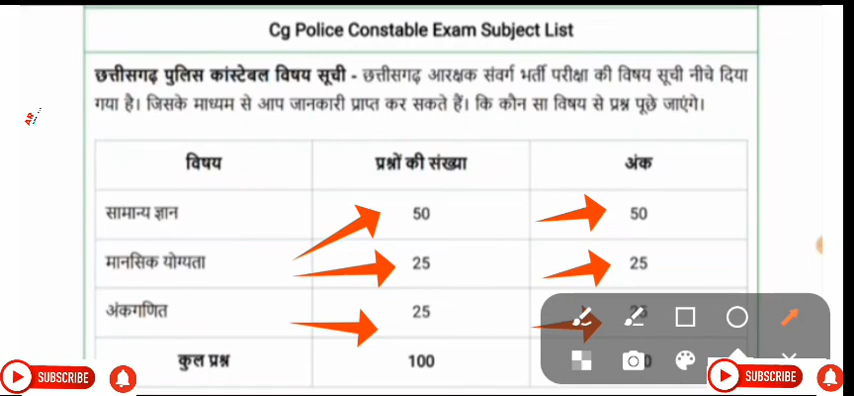 Cg Police Constable Exam Subject List
छत्तीसगढ़ पुलिस कांस्टेबल विषय सूची - छत्तीसगढ़ आरक्षक संवर्ग भर्ती परीक्षा की विषय सूची नीचे दिया
गया है। जिसके माध्यम से आप जानकारी प्राप्त कर सकते हैं। कि कौन सा विषय से प्रश्न पूछे जाएंगे।
विषय प्रश्नों की संख्या अंक
सामान्य ज्ञान 50 50
मानसिक योग्यता 25 25
अंकगणित 25
कुल प्रश्न 100
SUBSCRIBE SUBSCRIBE